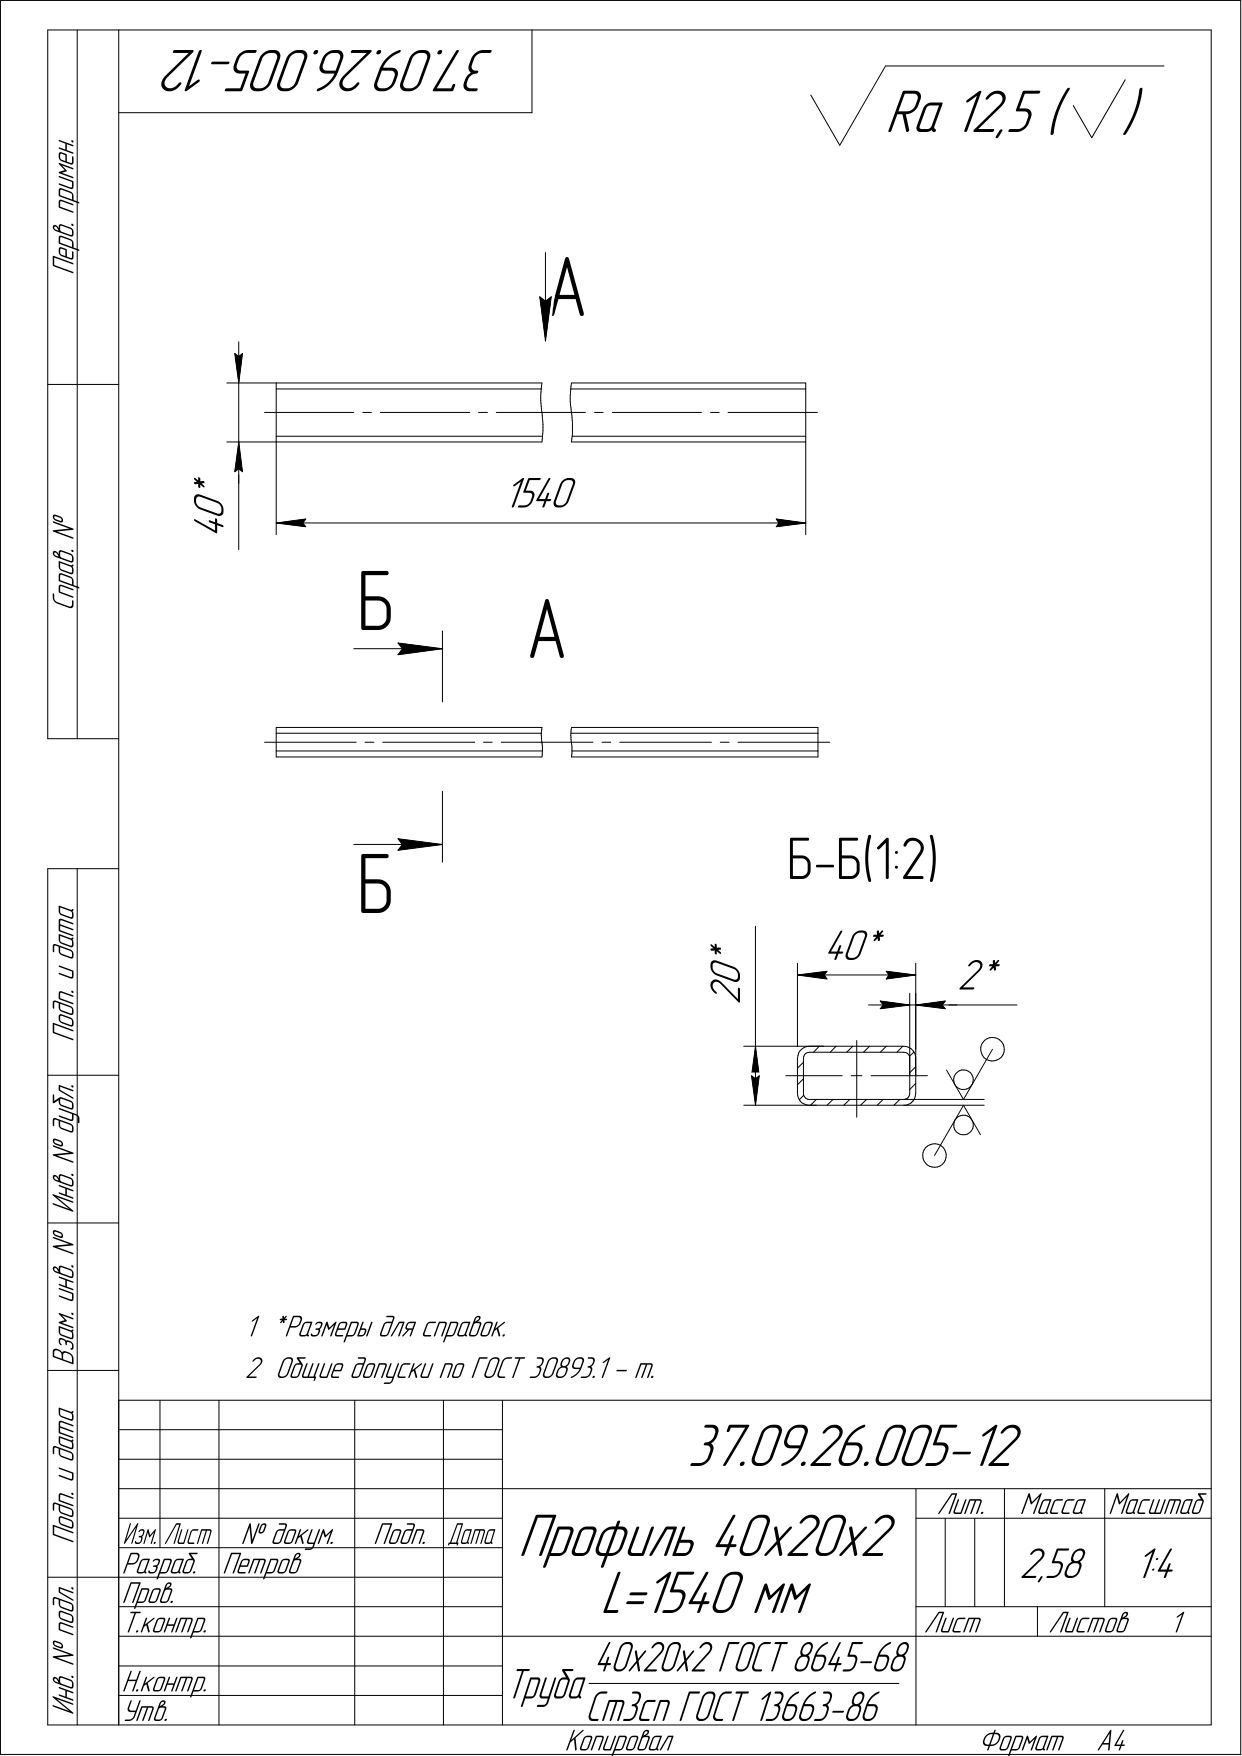 37.09.26.005-12
Ra 12,5 (√)
Перв. примен.
Справ. №
Подп. и дата
Инв. № дубл.
Взам. инв. №
Подп. и дата
Инв. № подл.
А
40*
1540
Б
А
Б
Б-Б(1:2)
20*
40*
2*
1 *Размеры для справок.
2 Общие допуски по ГОСТ 30893.1 - m.
37.09.26.005-12
Изм. Лист № докум. Подп. Дата
Разраб. Петров
Пров.
Т.контр.
Н.контр.
Утв.
Профиль 40х20х2
L=1540 мм
Лит. Масса Масштаб
2,58 1:4
Лист Листов 1
Труба 40х20х2 ГОСТ 8645-68
Ст3сп ГОСТ 13663-86
Копировал Формат А4